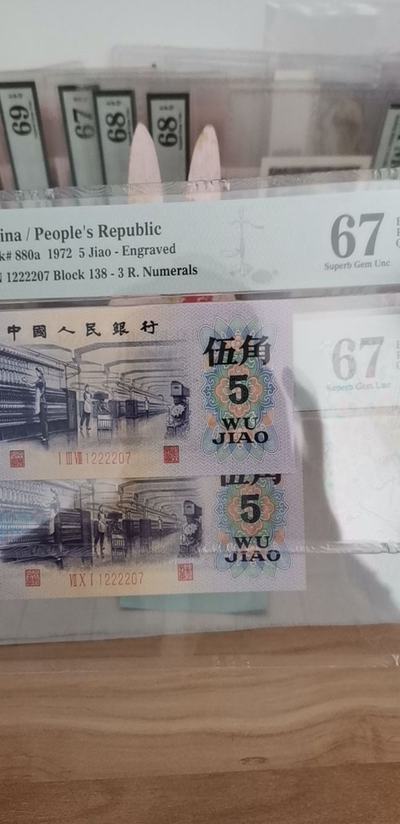 69
67
68
68
ina / People's Republic
k# 880a 1972 5 Jiao - Engraved
1222207 Block 138 - 3 R. Numerals
67
Superb Gem Unc
中國人民銀行
伍角
5
WU
JIAO
I III VIII 1222207
67
Superb Gem Unc
伍角
5
WU
JIAO
VII X I 1222207